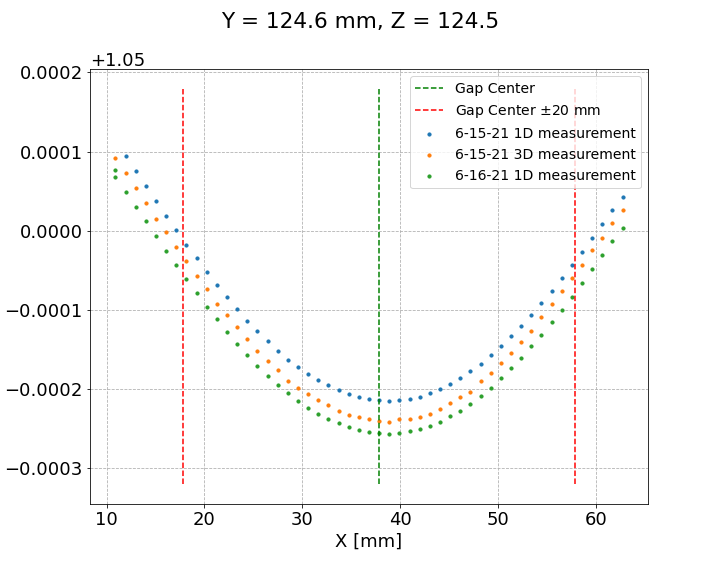 Y = 124.6 mm, Z = 124.5
+1.05
0.0002
0.0001
0.0000
−0.0001
−0.0002
−0.0003
Gap Center
Gap Center ±20 mm
6-15-21 1D measurement
6-15-21 3D measurement
6-16-21 1D measurement
10 20 30 40 50 60
X [mm]